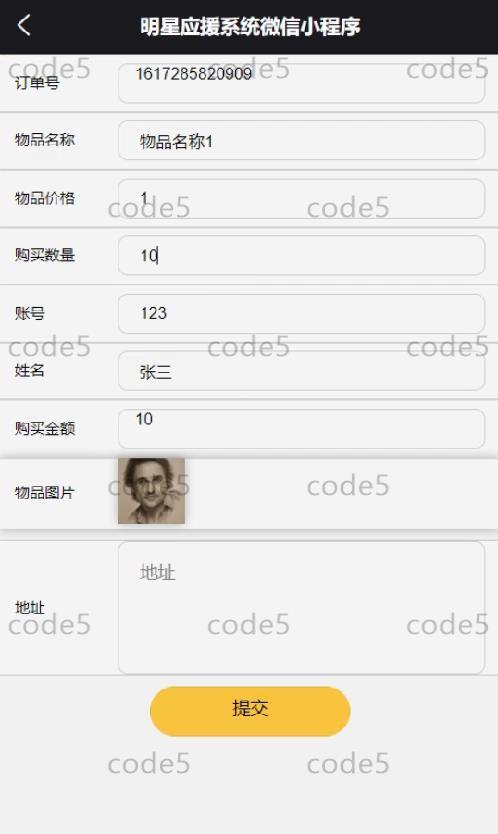 明星应援系统微信小程序
订单号 1617285820909
物品名称 物品名称1
物品价格 1
购买数量 10
账号 123
姓名 张三
购买金额 10
物品图片
地址 地址
提交
code5 code5 code5
code5 code5
code5 code5 code5
code5 code5
code5 code5 code5
code5 code5